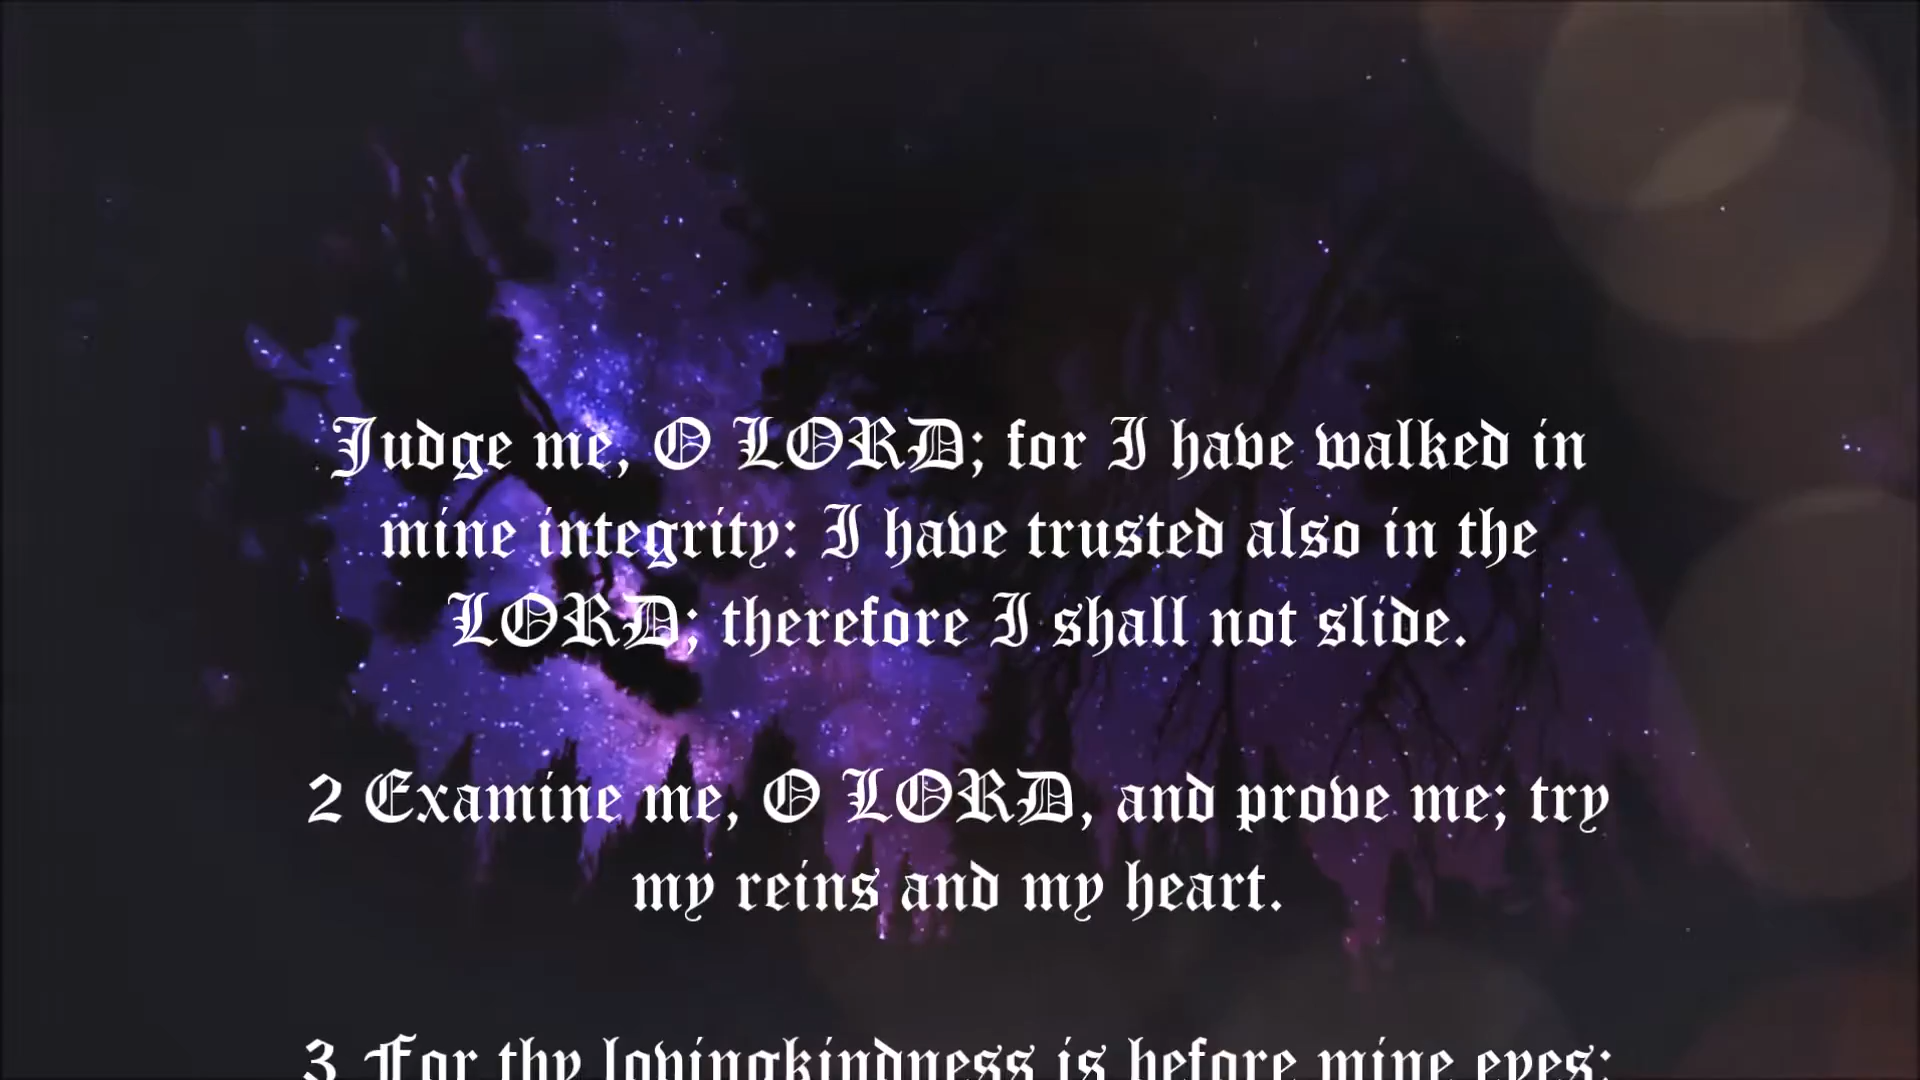 Judge me, O LORD; for I have walked in
mine integrity: I have trusted also in the
LORD; therefore I shall not slide.
2 Examine me, O LORD, and prove me; try
my reins and my heart.
3 For thy lovingkindness is before mine eyes: